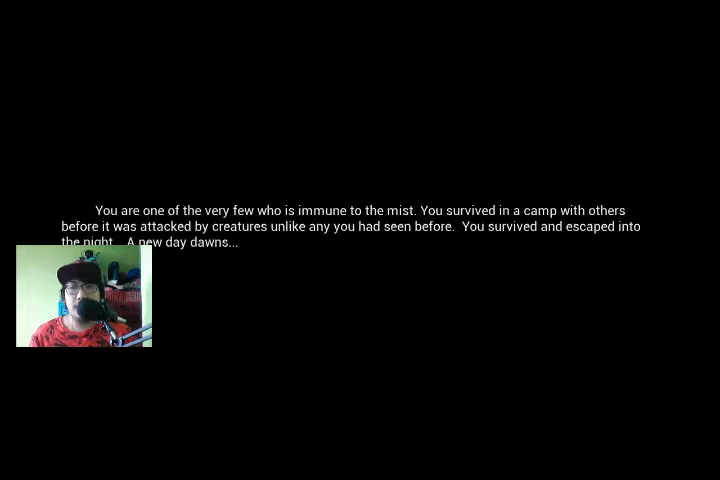 You are one of the very few who is immune to the mist. You survived in a camp with others
before it was attacked by creatures unlike any you had seen before.  You survived and escaped into
the night.  A new day dawns...